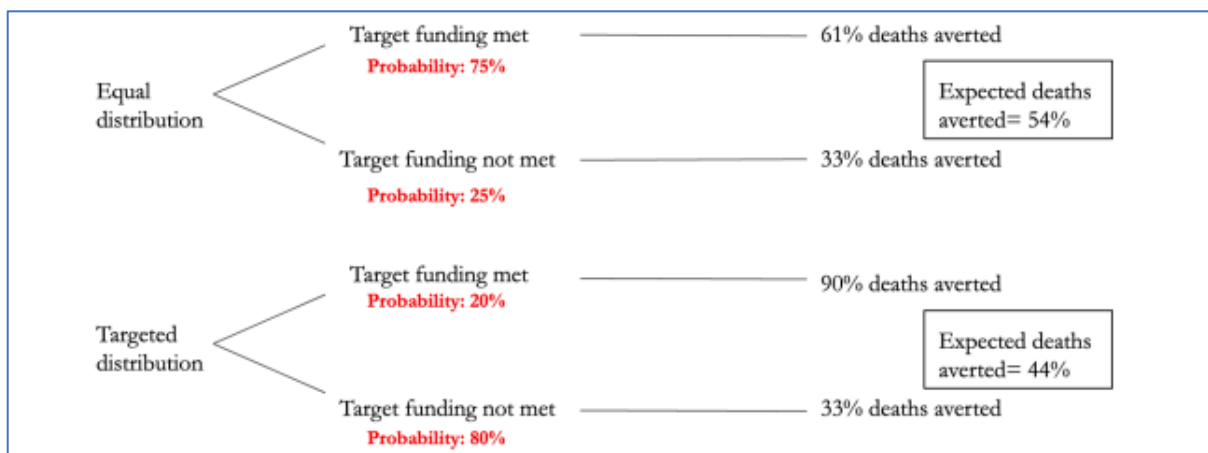 Target funding met
61% deaths averted
Probability: 75%
Equal
distribution
Expected deaths
averted= 54%
Target funding not met
33% deaths averted
Probability: 25%
Target funding met
90% deaths averted
Probability: 20%
Targeted
distribution
Expected deaths
averted= 44%
Target funding not met
33% deaths averted
Probability: 80%